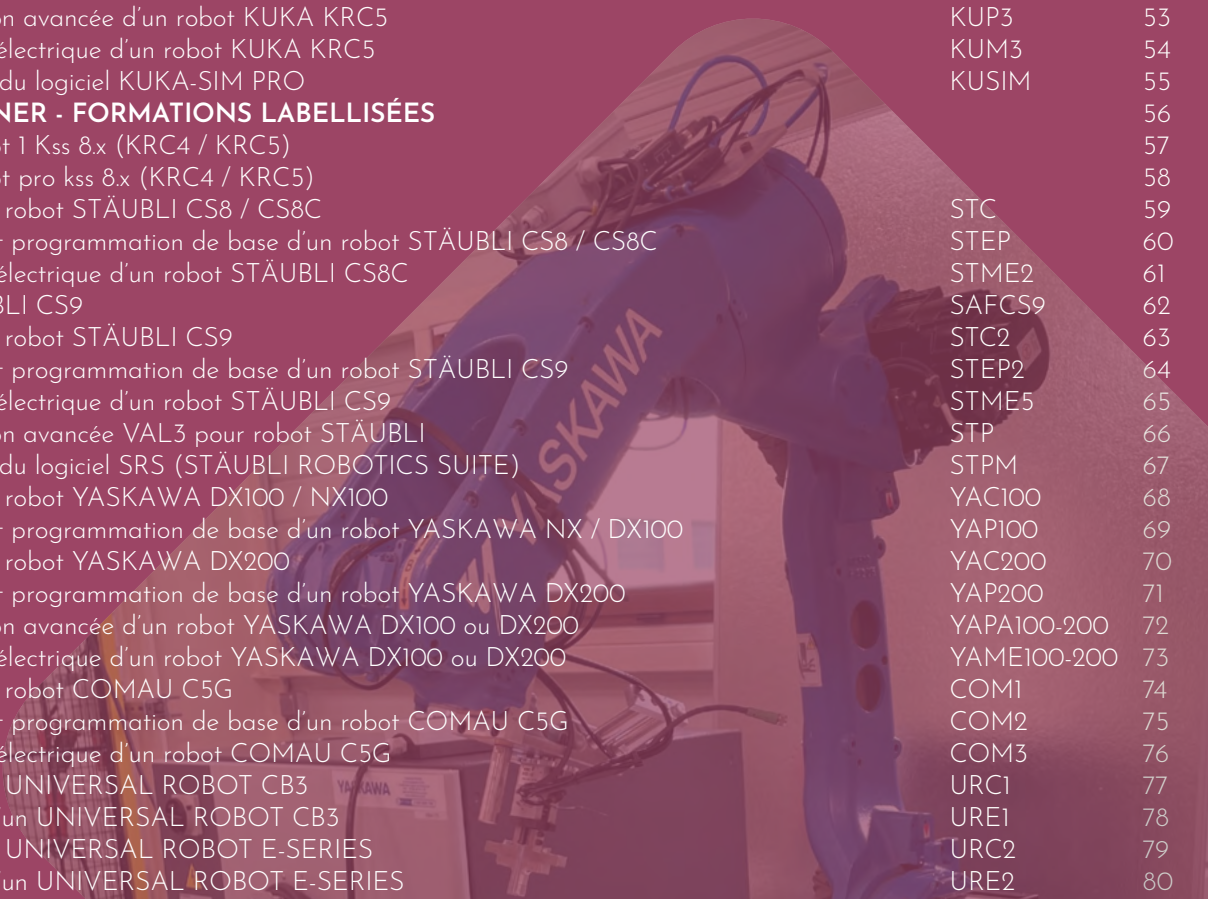 on avancée d'un robot KUKA KRC5 KUP3 53
électrique d'un robot KUKA KRC5 KUM3 54
du logiciel KUKA-SIM PRO KUSIM 55
NER - FORMATIONS LABELLISÉES 56
ot 1 Kss 8.x (KRC4 / KRC5) 57
ot pro kss 8.x (KRC4 / KRC5) 58
robot STÄUBLI CS8 / CS8C STC 59
t programmation de base d'un robot STÄUBLI CS8 / CS8C STEP 60
électrique d'un robot STÄUBLI CS8C STME2 61
BLI CS9 SAFCS9 62
robot STÄUBLI CS9 STC2 63
t programmation de base d'un robot STÄUBLI CS9 STEP2 64
électrique d'un robot STÄUBLI CS9 STME5 65
on avancée VAL3 pour robot STÄUBLI STP 66
du logiciel SRS (STÄUBLI ROBOTICS SUITE) STPM 67
robot YASKAWA DX100 / NX100 YAC100 68
t programmation de base d'un robot YASKAWA NX / DX100 YAP100 69
robot YASKAWA DX200 YAC200 70
t programmation de base d'un robot YASKAWA DX200 YAP200 71
on avancée d'un robot YASKAWA DX100 ou DX200 YAPA100-200 72
électrique d'un robot YASKAWA DX100 ou DX200 YAME100-200 73
robot COMAU C5G COM1 74
t programmation de base d'un robot COMAU C5G COM2 75
électrique d'un robot COMAU C5G COM3 76
UNIVERSAL ROBOT CB3 URC1 77
'un UNIVERSAL ROBOT CB3 URE1 78
UNIVERSAL ROBOT E-SERIES URC2 79
'un UNIVERSAL ROBOT E-SERIES URE2 80
YASKAWA
YASKAWA